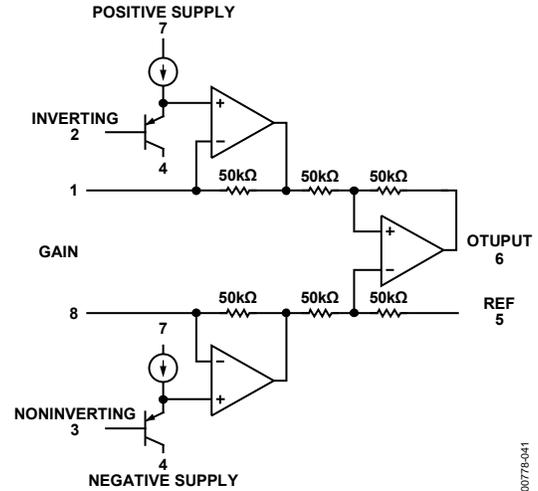 POSITIVE SUPPLY
7
INVERTING
2
4
+
−
50kΩ 50kΩ 50kΩ
1
+
−
OTUPUT
6
GAIN
50kΩ 50kΩ 50kΩ
8
REF
5
7
−
+
NONINVERTING
3
4
NEGATIVE SUPPLY
00778-041